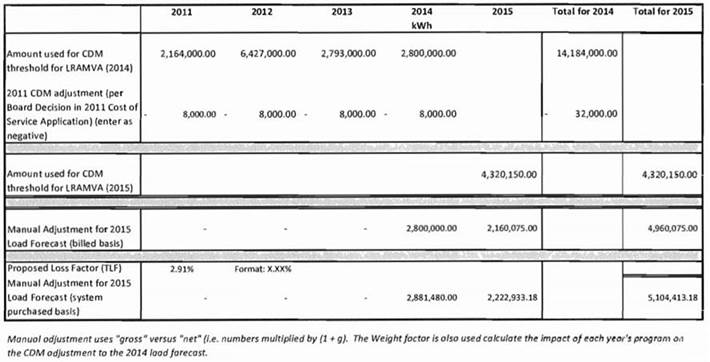 2011 2012 2013 2014 2015 Total for 2014 Total for 2015
kWh
Amount used for CDM
threshold for LRAMVA (2014) 2,164,000.00 6,427,000.00 2,793,000.00 2,800,000.00 14,184,000.00
2011 CDM adjustment (per
Board Decision in 2011 Cost of
Service Application) (enter as
negative) - 8,000.00 - 8,000.00 - 8,000.00 - 8,000.00 - 32,000.00
Amount used for CDM
threshold for LRAMVA (2015) 4,320,150.00 4,320,150.00
Manual Adjustment for 2015
Load Forecast (billed basis) - - - 2,800,000.00 2,160,075.00 4,960,075.00
Proposed Loss Factor (TLF) 2.91% Format: X.XX%
Manual Adjustment for 2015
Load Forecast (system
purchased basis) - - - 2,881,480.00 2,222,933.18 5,104,413.18
Manual adjustment uses "gross" versus "net" (i.e. numbers multiplied by (1 + g). The Weight factor is also used calculate the impact of each year's program on
the CDM adjustment to the 2014 load forecast.